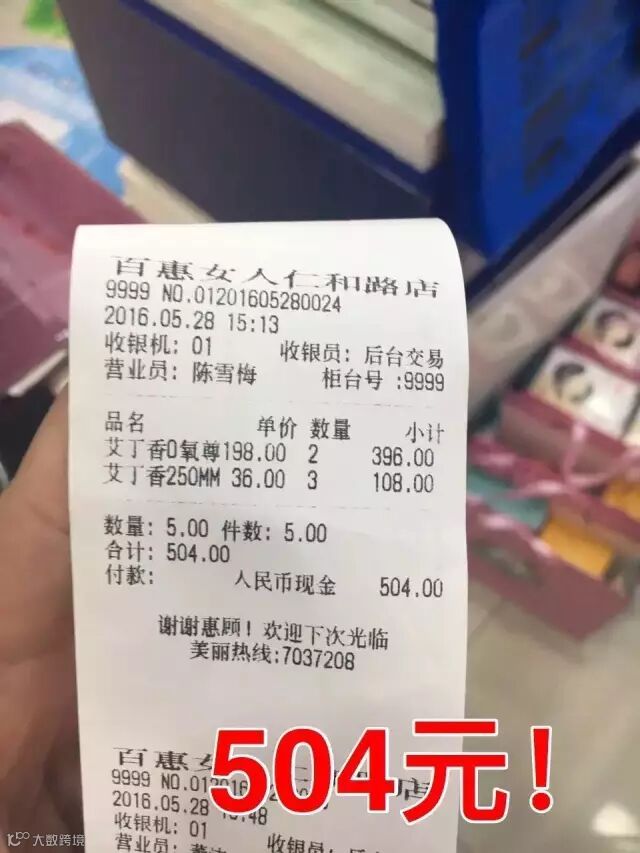 百惠女人仁和路店
9999 NO.01201605280024
2016.05.28 15:13
收银机: 01 收银员: 后台交易
营业员: 陈雪梅 柜台号 :9999
品名 单价 数量 小计
艾丁香O氧尊198.00 2 396.00
艾丁香250MM 36.00 3 108.00
数量: 5.00 件数: 5.00
合计: 504.00
付款: 人民币现金 504.00
谢谢惠顾! 欢迎下次光临
美丽热线:7037208
504元!
百惠女 店
9999 NO.012016052
2016.05.28 :48
收银机: 01 收银员:
营业员:
大数跨境